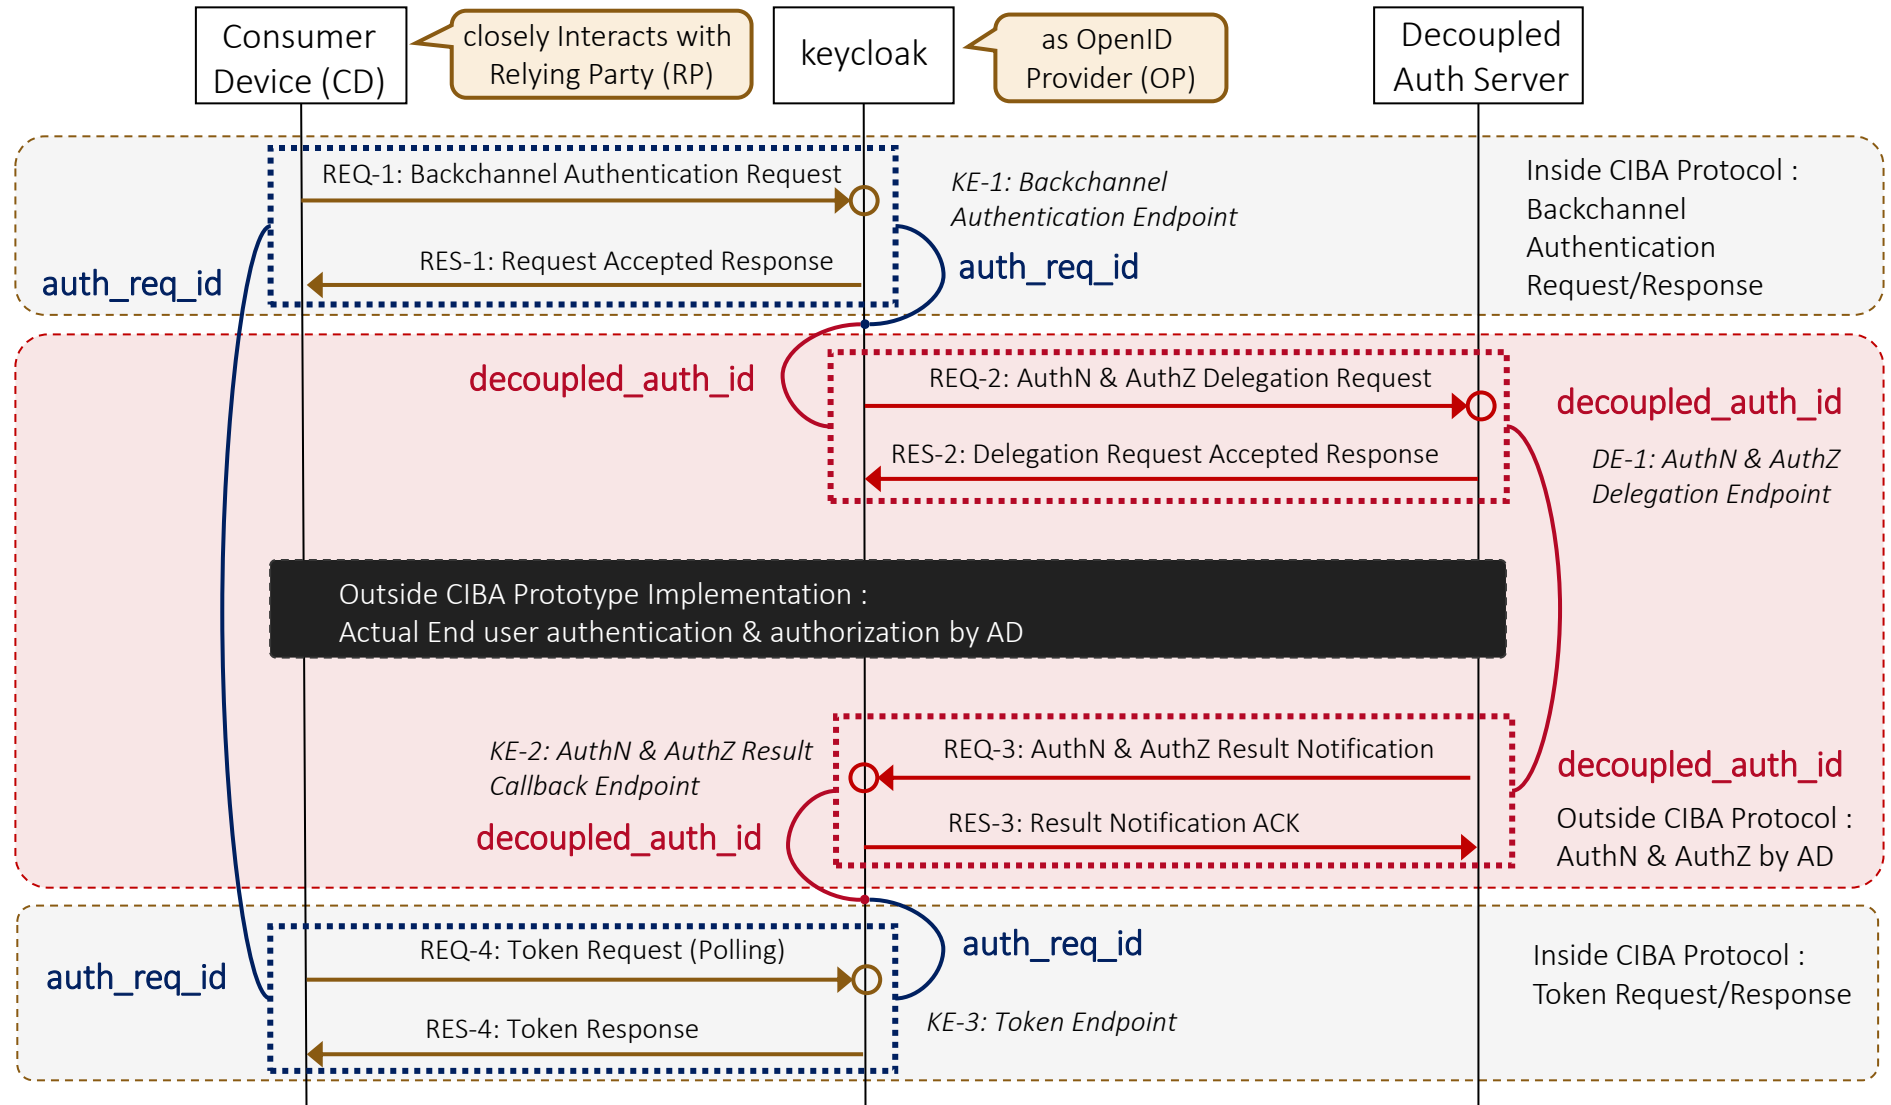 Consumer
Device (CD)
closely Interacts with
Relying Party (RP)
keycloak
as OpenID
Provider (OP)
Decoupled
Auth Server
REQ-1: Backchannel Authentication Request
KE-1: Backchannel
Authentication Endpoint
Inside CIBA Protocol :
Backchannel
Authentication
Request/Response
RES-1: Request Accepted Response
auth_req_id
auth_req_id
decoupled_auth_id
REQ-2: AuthN & AuthZ Delegation Request
decoupled_auth_id
RES-2: Delegation Request Accepted Response
DE-1: AuthN & AuthZ
Delegation Endpoint
Outside CIBA Prototype Implementation :
Actual End user authentication & authorization by AD
KE-2: AuthN & AuthZ Result
Callback Endpoint
REQ-3: AuthN & AuthZ Result Notification
decoupled_auth_id
decoupled_auth_id
RES-3: Result Notification ACK
Outside CIBA Protocol :
AuthN & AuthZ by AD
REQ-4: Token Request (Polling)
auth_req_id
auth_req_id
Inside CIBA Protocol :
Token Request/Response
RES-4: Token Response
KE-3: Token Endpoint